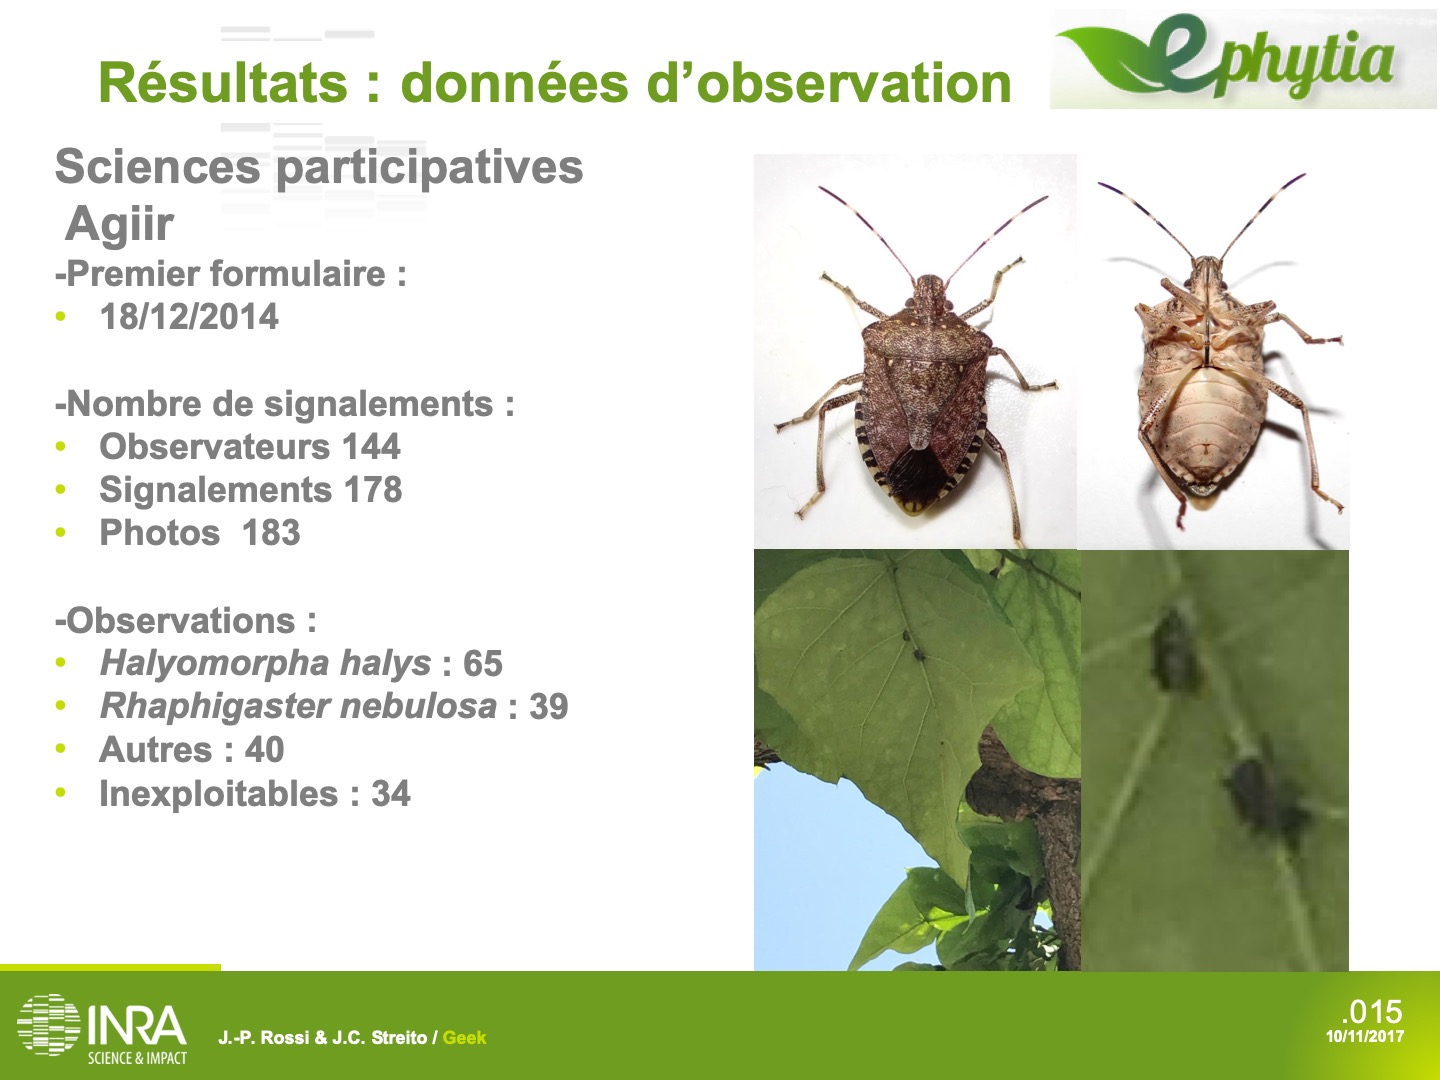 Résultats : données d’observation
ephytia
Sciences participatives
Agiir
-Premier formulaire :
• 18/12/2014
-Nombre de signalements :
• Observateurs 144
• Signalements 178
• Photos 183
-Observations :
• Halyomorpha halys : 65
• Rhaphigaster nebulosa : 39
• Autres : 40
• Inexploitables : 34
INRA
SCIENCE & IMPACT
J.-P. Rossi & J.C. Streito / Geek
.015
10/11/2017